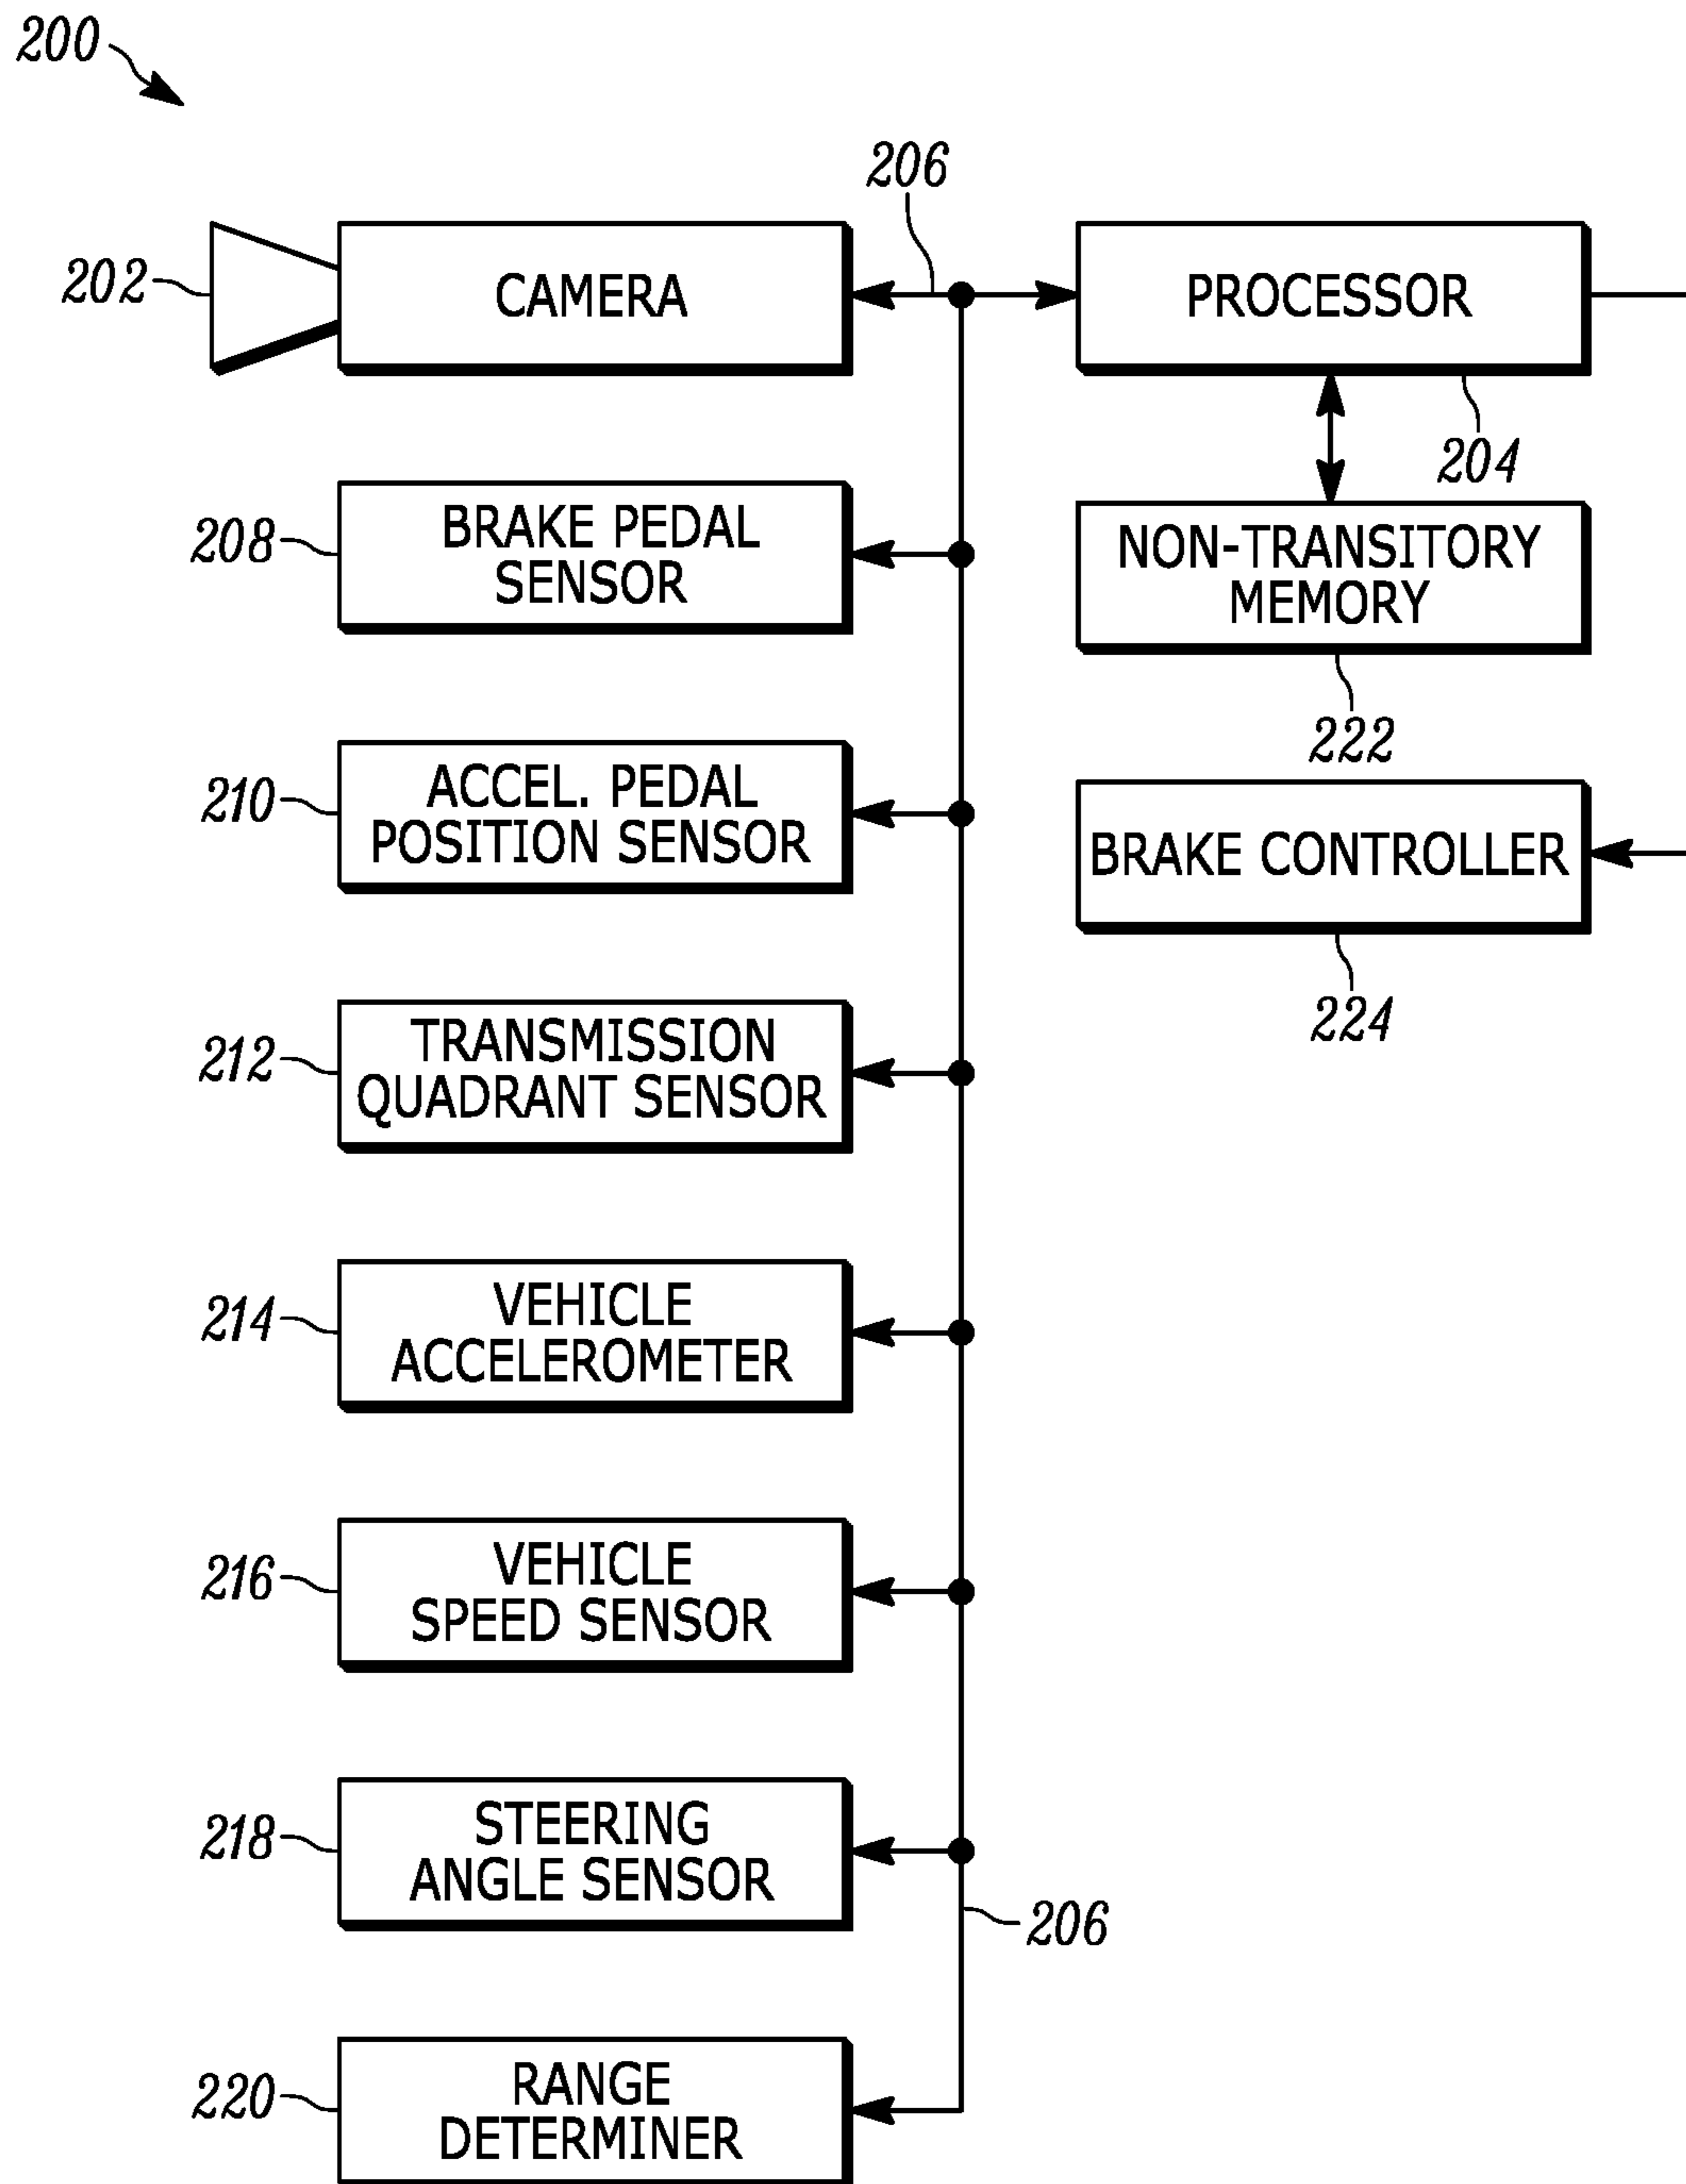 200
206
202
CAMERA
PROCESSOR
204
208
BRAKE PEDAL
SENSOR
NON-TRANSITORY
MEMORY
222
210
ACCEL. PEDAL
POSITION SENSOR
BRAKE CONTROLLER
224
212
TRANSMISSION
QUADRANT SENSOR
214
VEHICLE
ACCELEROMETER
216
VEHICLE
SPEED SENSOR
218
STEERING
ANGLE SENSOR
206
220
RANGE
DETERMINER